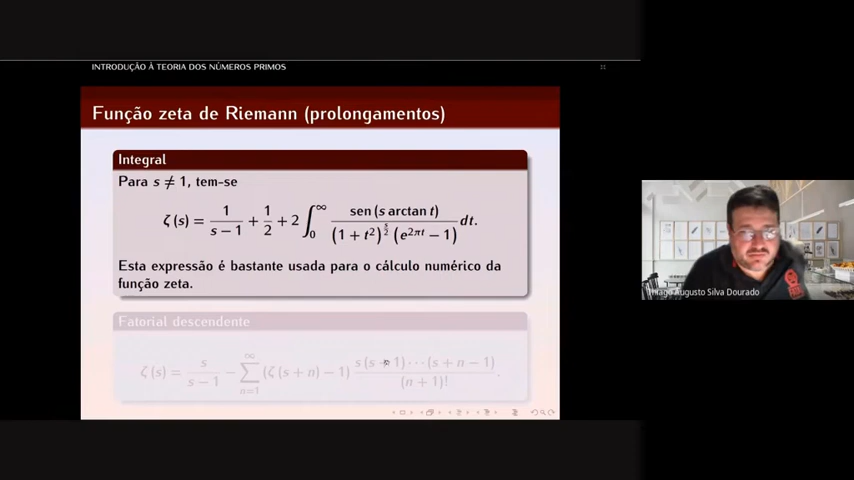 INTRODUÇÃO À TEORIA DOS NÚMEROS PRIMOS
Função zeta de Riemann (prolongamentos)
Integral
Para s ≠ 1, tem-se
ζ(s) = 1/(s − 1) + 1/2 + 2 ∫₀^∞ sen (s arctan t) / ((1 + t²)^(s/2) (e^(2πt) − 1)) dt.
Esta expressão é bastante usada para o cálculo numérico da
função zeta.
Fatorial descendente
ζ(s) = s/(s − 1) − ∑_{n=1}^∞ (ζ(s + n) − 1) s(s + 1)···(s + n − 1)/(n + 1)!.
Thiago Augusto Silva Dourado